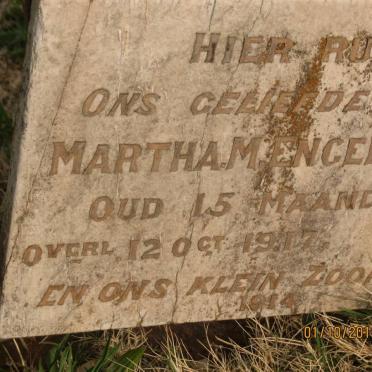 HIER RU
ONS GELIEFDE
MARTHA.M.ENGEL
OUD 15 MAAND
OVERL 12 OCT 1917.
EN ONS KLEIN ZOON
1914
01/10/201